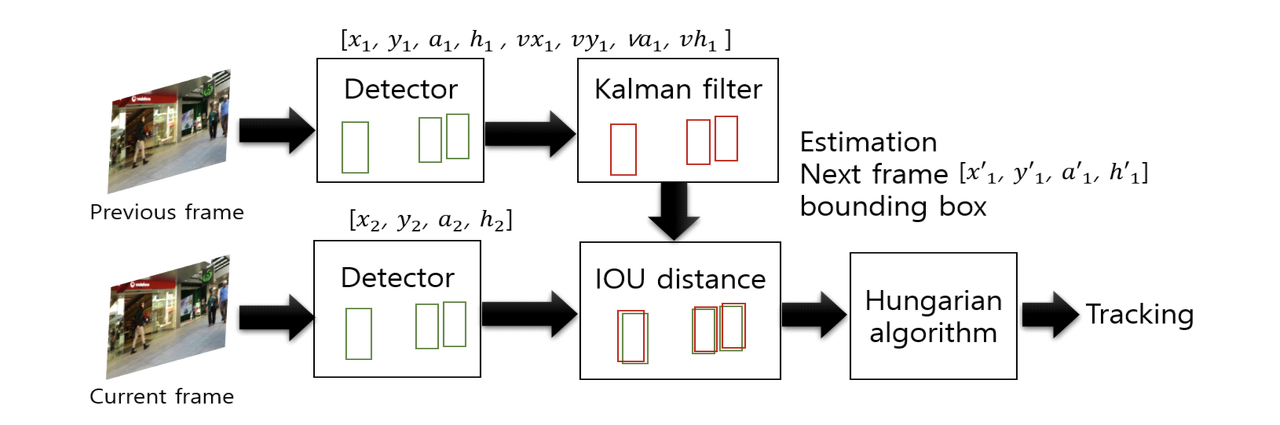 [x₁, y₁, a₁, h₁ , vx₁, vy₁, va₁, vh₁ ]
Detector
Kalman filter
Previous frame
Estimation
Next frame [x′₁, y′₁, a′₁, h′₁]
bounding box
[x₂, y₂, a₂, h₂]
Detector
IOU distance
Hungarian
algorithm
Tracking
Current frame